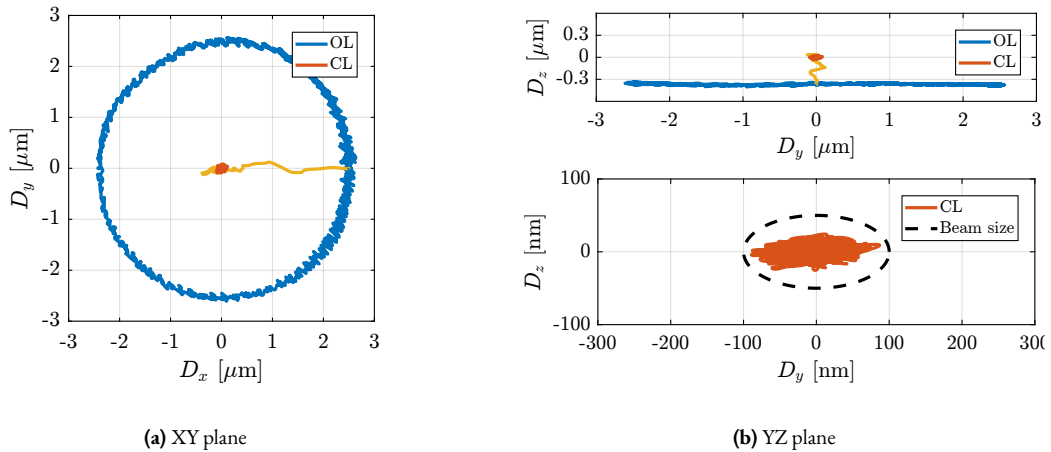 3
2
1
0
-1
-2
-3
D_y [μm]
OL
CL
-3 -2 -1 0 1 2 3
D_x [μm]
(a) XY plane
0.3
0
-0.3
D_z [μm]
OL
CL
-3 -2 -1 0 1 2 3
D_y [μm]
100
0
-100
D_z [nm]
CL
Beam size
-300 -200 -100 0 100 200 300
D_y [nm]
(b) YZ plane